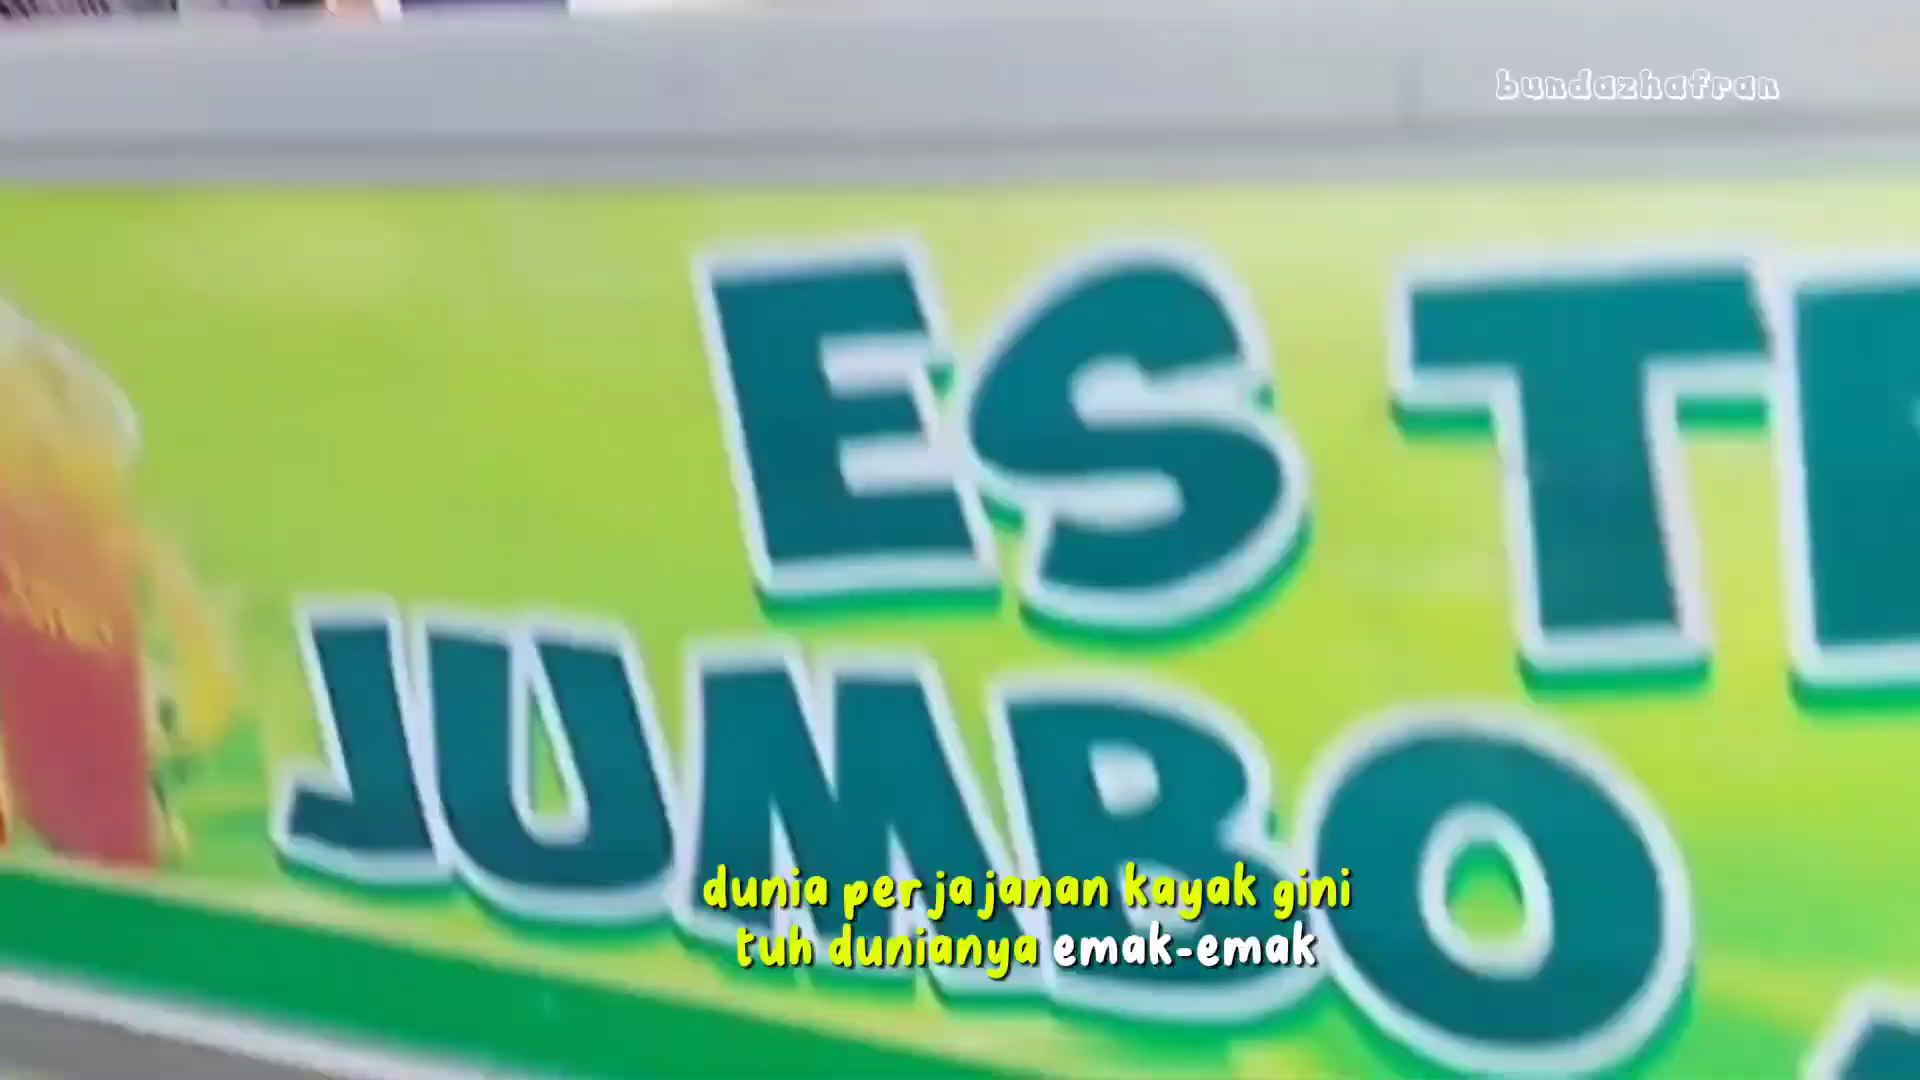 bundazhafran
ES
JUMBO
dunia perjajanan kayak gini
tuh dunianya emak-emak